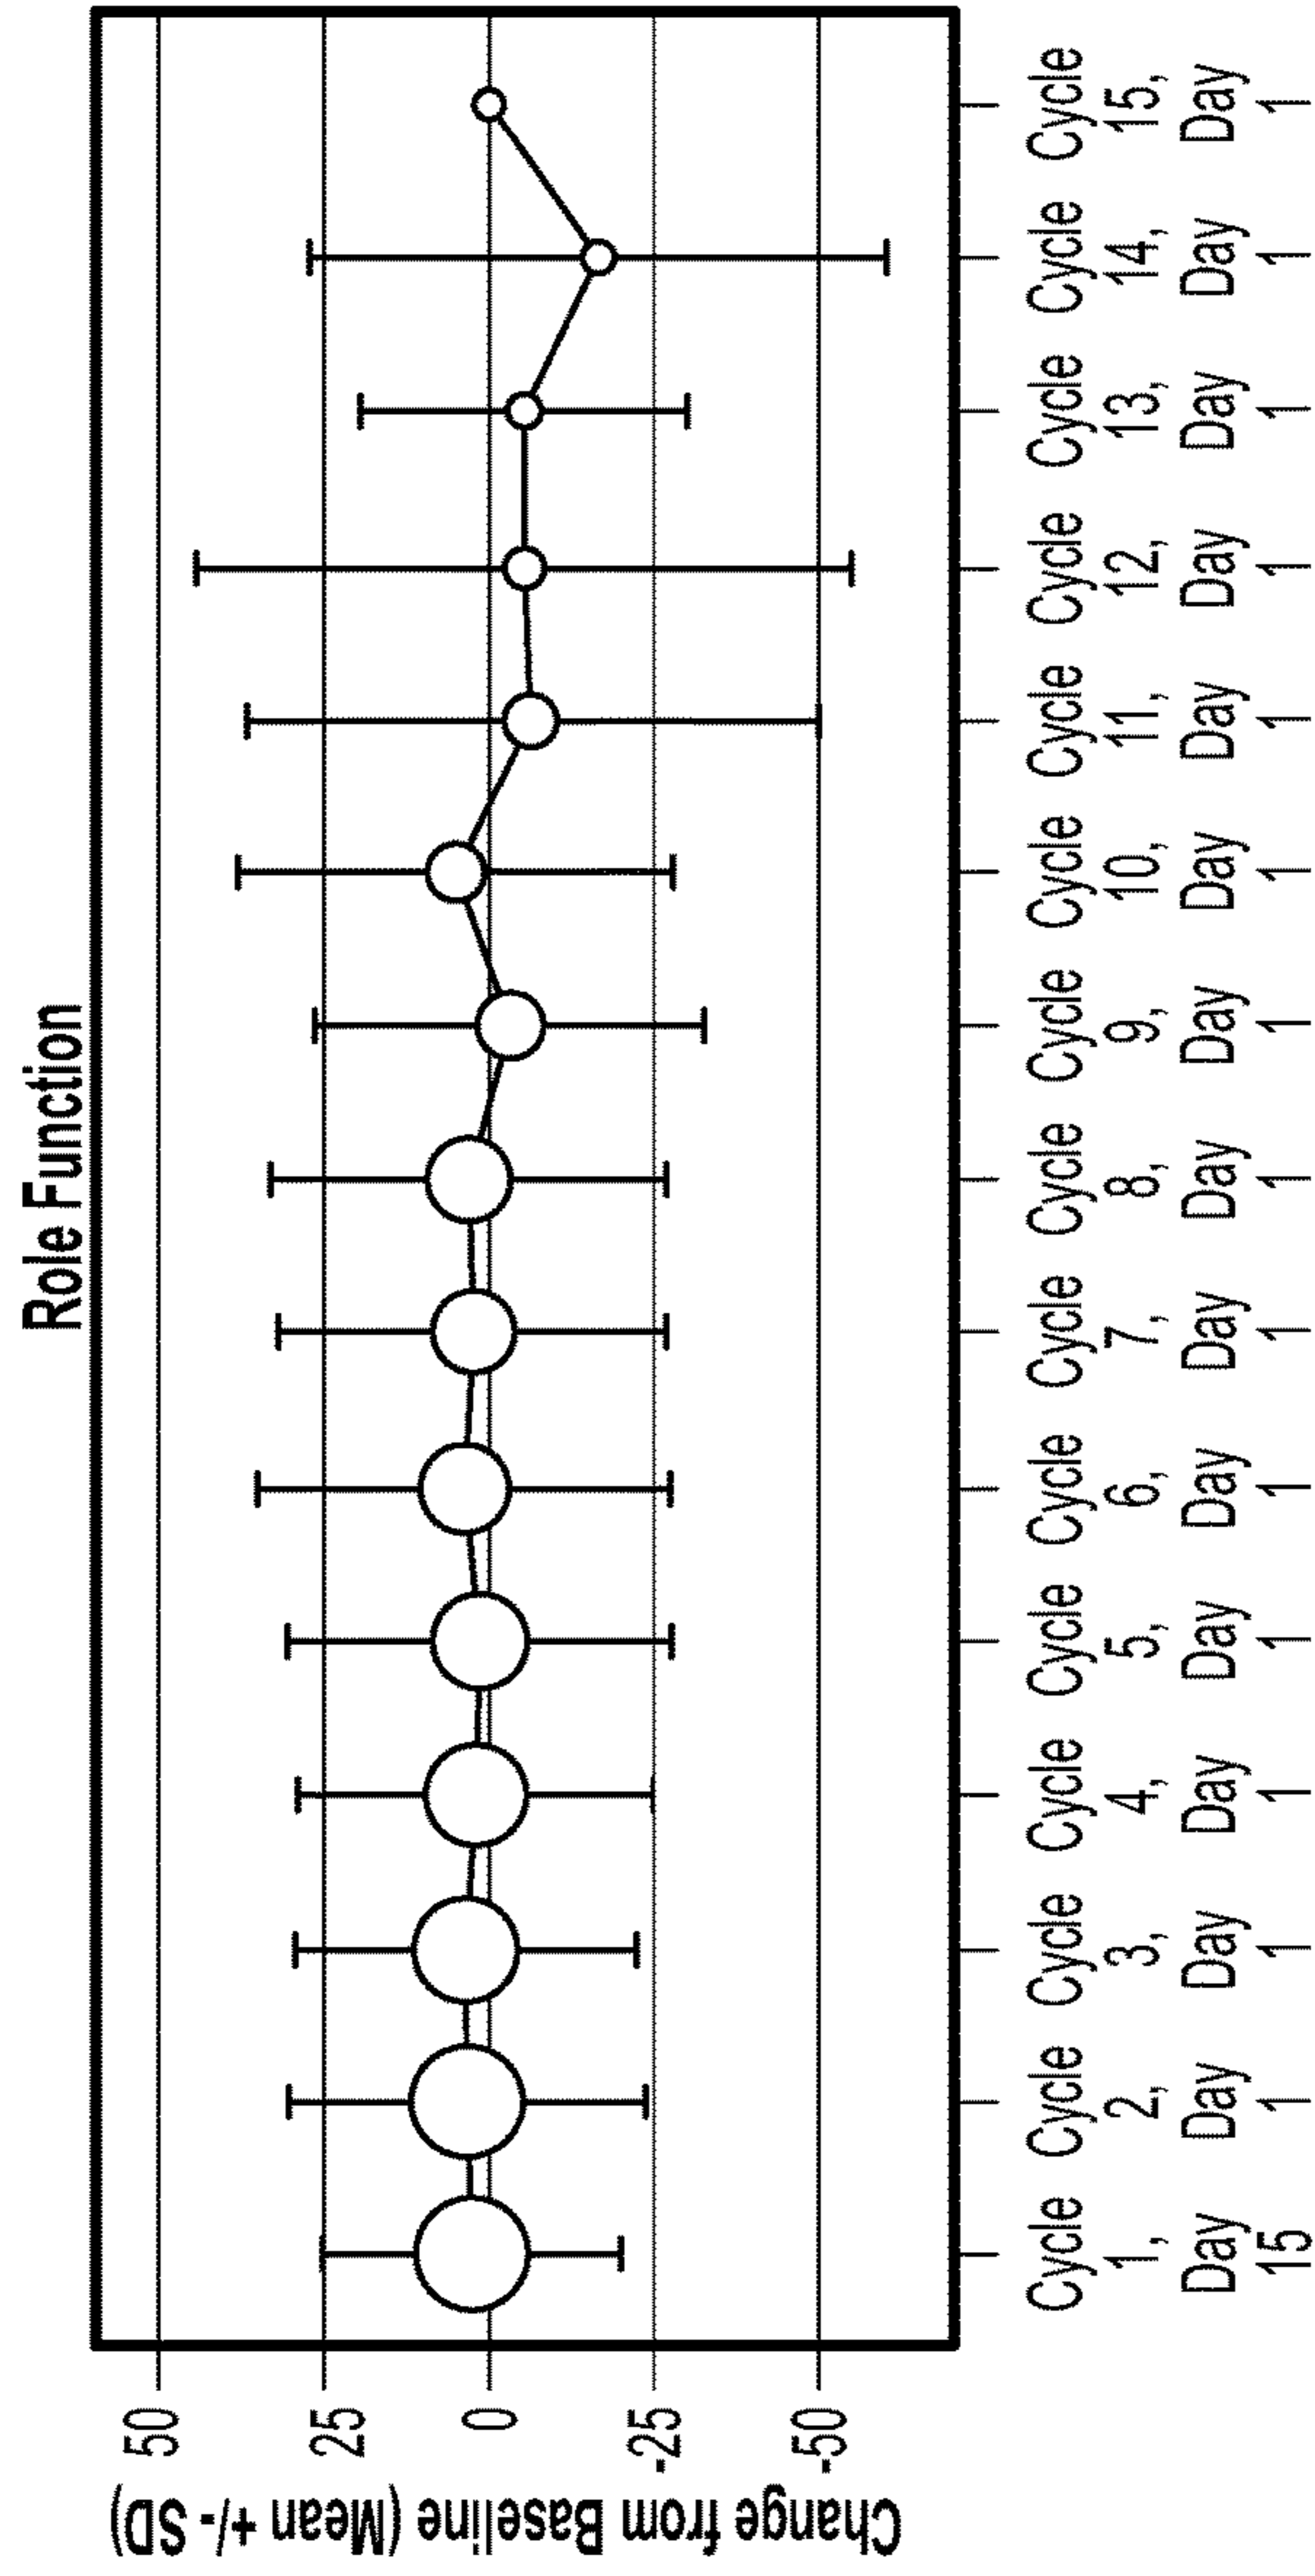 Role Function
Change from Baseline (Mean +/- SD)
50
25
0
-25
-50
Cycle
1,
Day
15
Cycle
2,
Day
1
Cycle
3,
Day
1
Cycle
4,
Day
1
Cycle
5,
Day
1
Cycle
6,
Day
1
Cycle
7,
Day
1
Cycle
8,
Day
1
Cycle
9,
Day
1
Cycle
10,
Day
1
Cycle
11,
Day
1
Cycle
12,
Day
1
Cycle
13,
Day
1
Cycle
14,
Day
1
Cycle
15,
Day
1